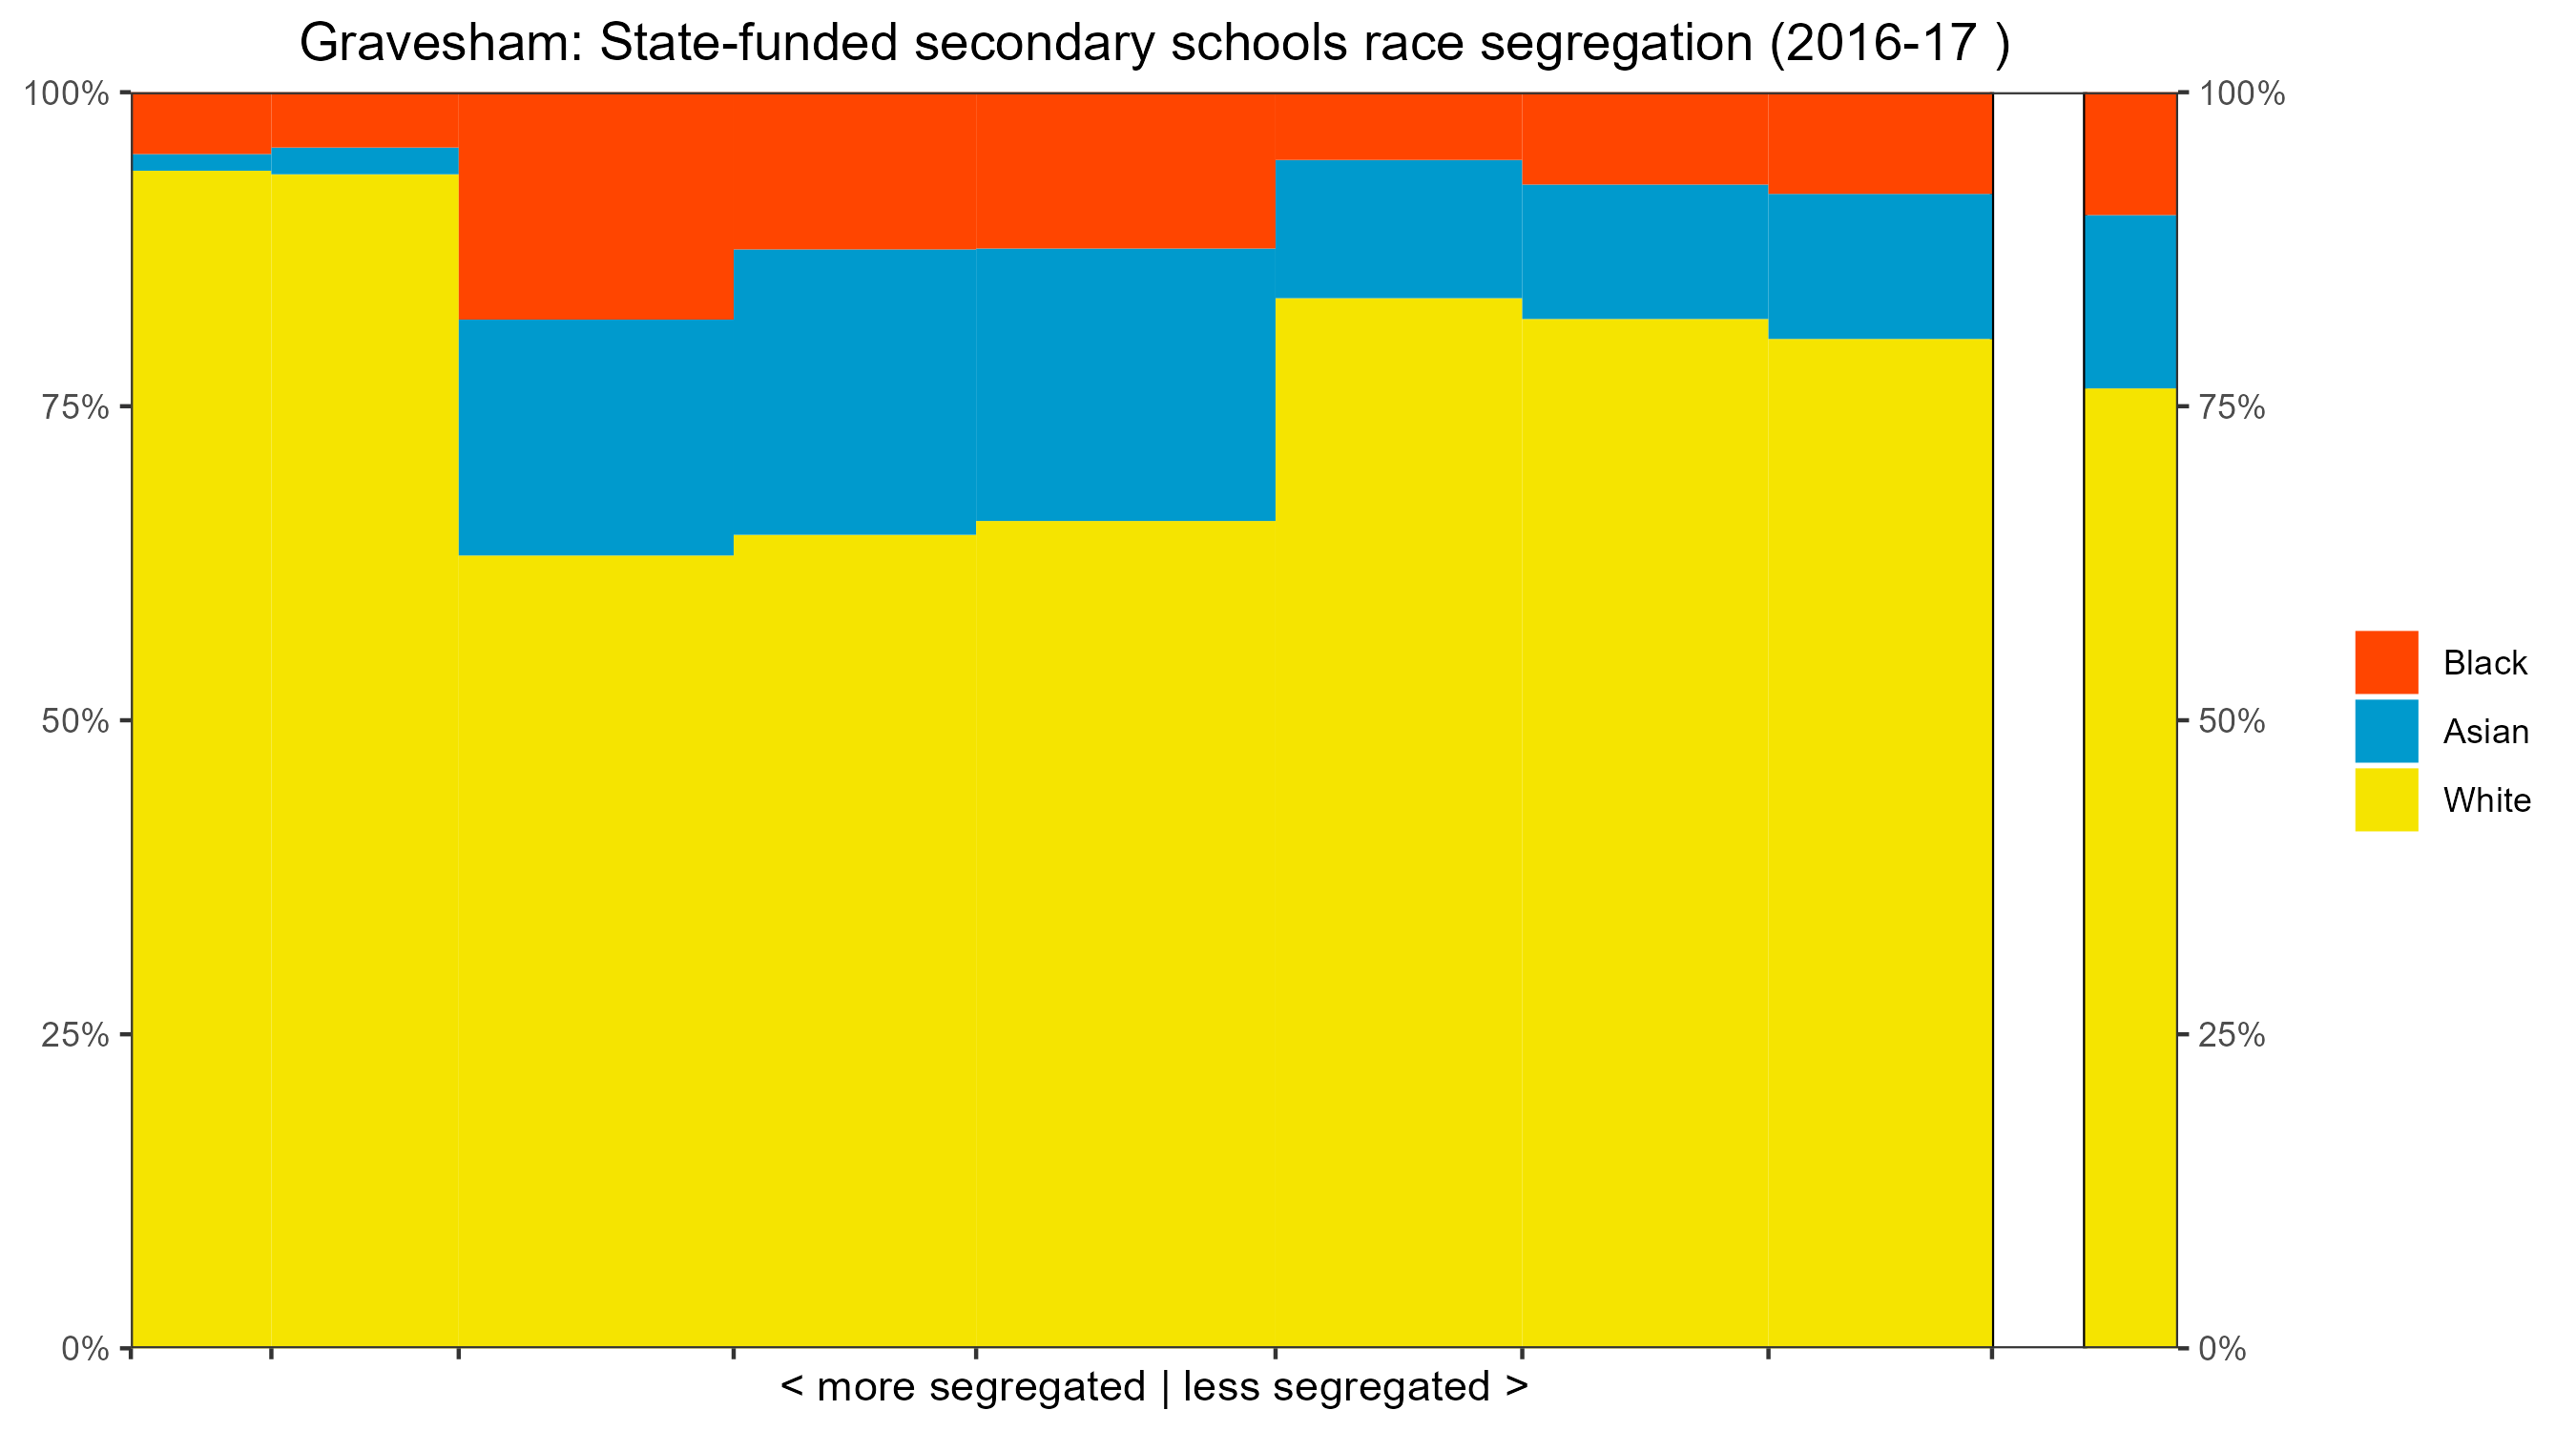 Gravesham: State-funded secondary schools race segregation (2016-17 )
100%
75%
50%
25%
0%
100%
75%
50%
25%
0%
Black
Asian
White
< more segregated | less segregated >